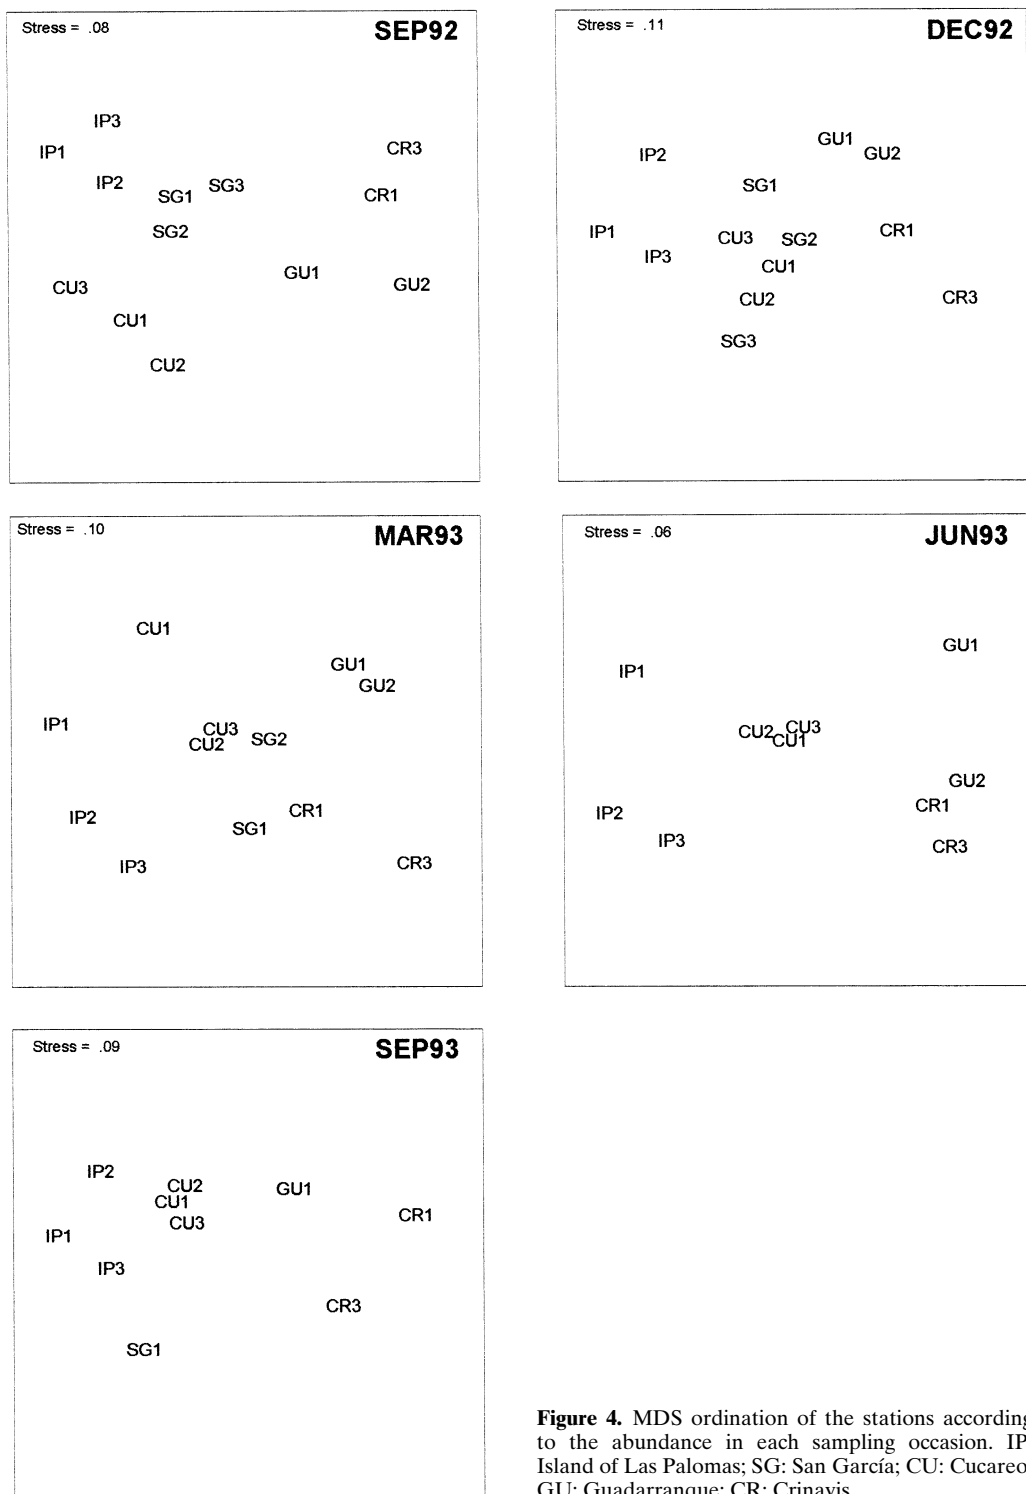 Stress = .08
SEP92
IP3
IP1
CR3
IP2
SG1
SG3
CR1
SG2
GU1
GU2
CU3
CU1
CU2
Stress = .11
DEC92
GU1
GU2
IP2
SG1
IP1
CU3
SG2
CR1
IP3
CU1
CU2
CR3
SG3
Stress = .10
MAR93
CU1
GU1
GU2
IP1
CU3
CU2
SG2
IP2
CR1
SG1
IP3
CR3
Stress = .06
JUN93
GU1
IP1
CU2
CU3
CU1
GU2
IP2
CR1
IP3
CR3
Stress = .09
SEP93
IP2
CU2
GU1
CU1
CU3
CR1
IP1
IP3
CR3
SG1
Figure 4. MDS ordination of the stations according
to the abundance in each sampling occasion. IP
Island of Las Palomas; SG: San García; CU: Cucareo
GU: Guadarranque; CR: Crinavis